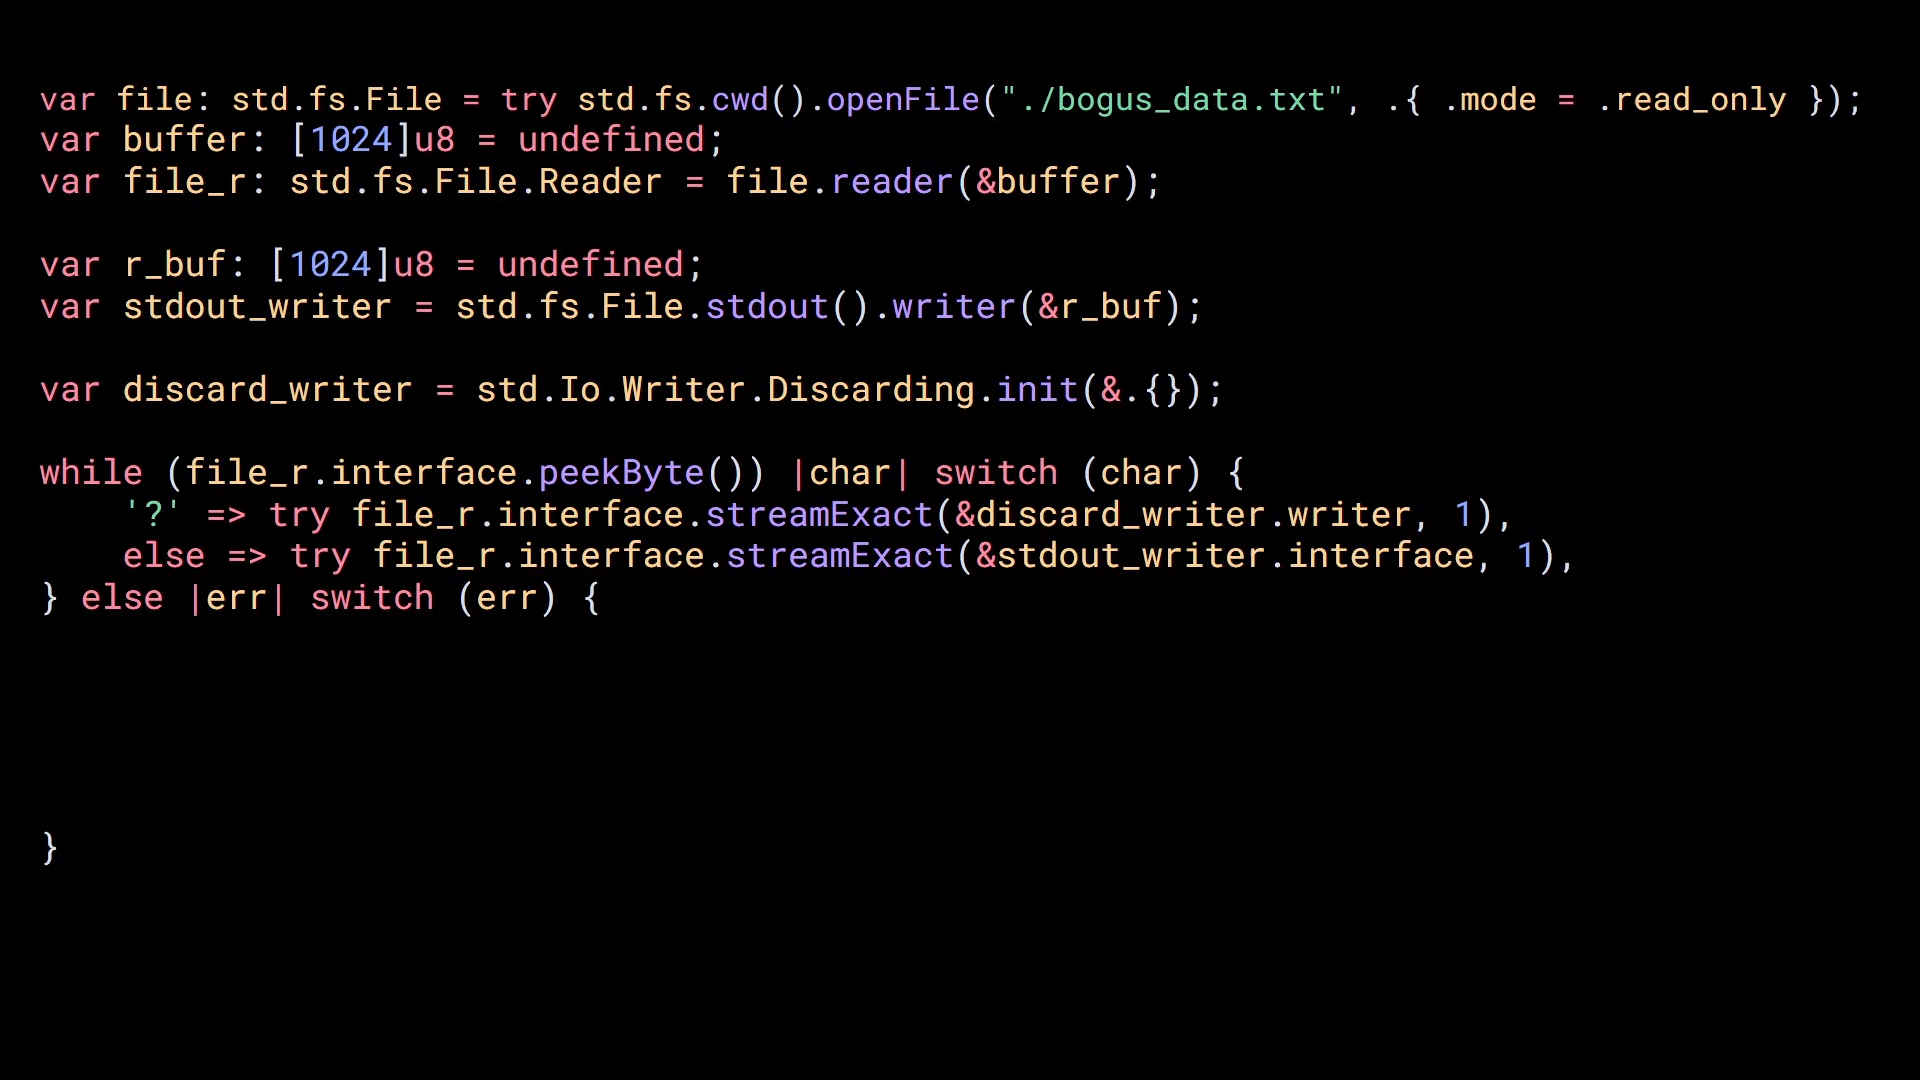 var file: std.fs.File = try std.fs.cwd().openFile("./bogus_data.txt", .{ .mode = .read_only });
var buffer: [1024]u8 = undefined;
var file_r: std.fs.File.Reader = file.reader(&buffer);
var r_buf: [1024]u8 = undefined;
var stdout_writer = std.fs.File.stdout().writer(&r_buf);
var discard_writer = std.Io.Writer.Discarding.init(&.{});
while (file_r.interface.peekByte()) |char| switch (char) {
    '?' => try file_r.interface.streamExact(&discard_writer.writer, 1),
    else => try file_r.interface.streamExact(&stdout_writer.interface, 1),
} else |err| switch (err) {
}